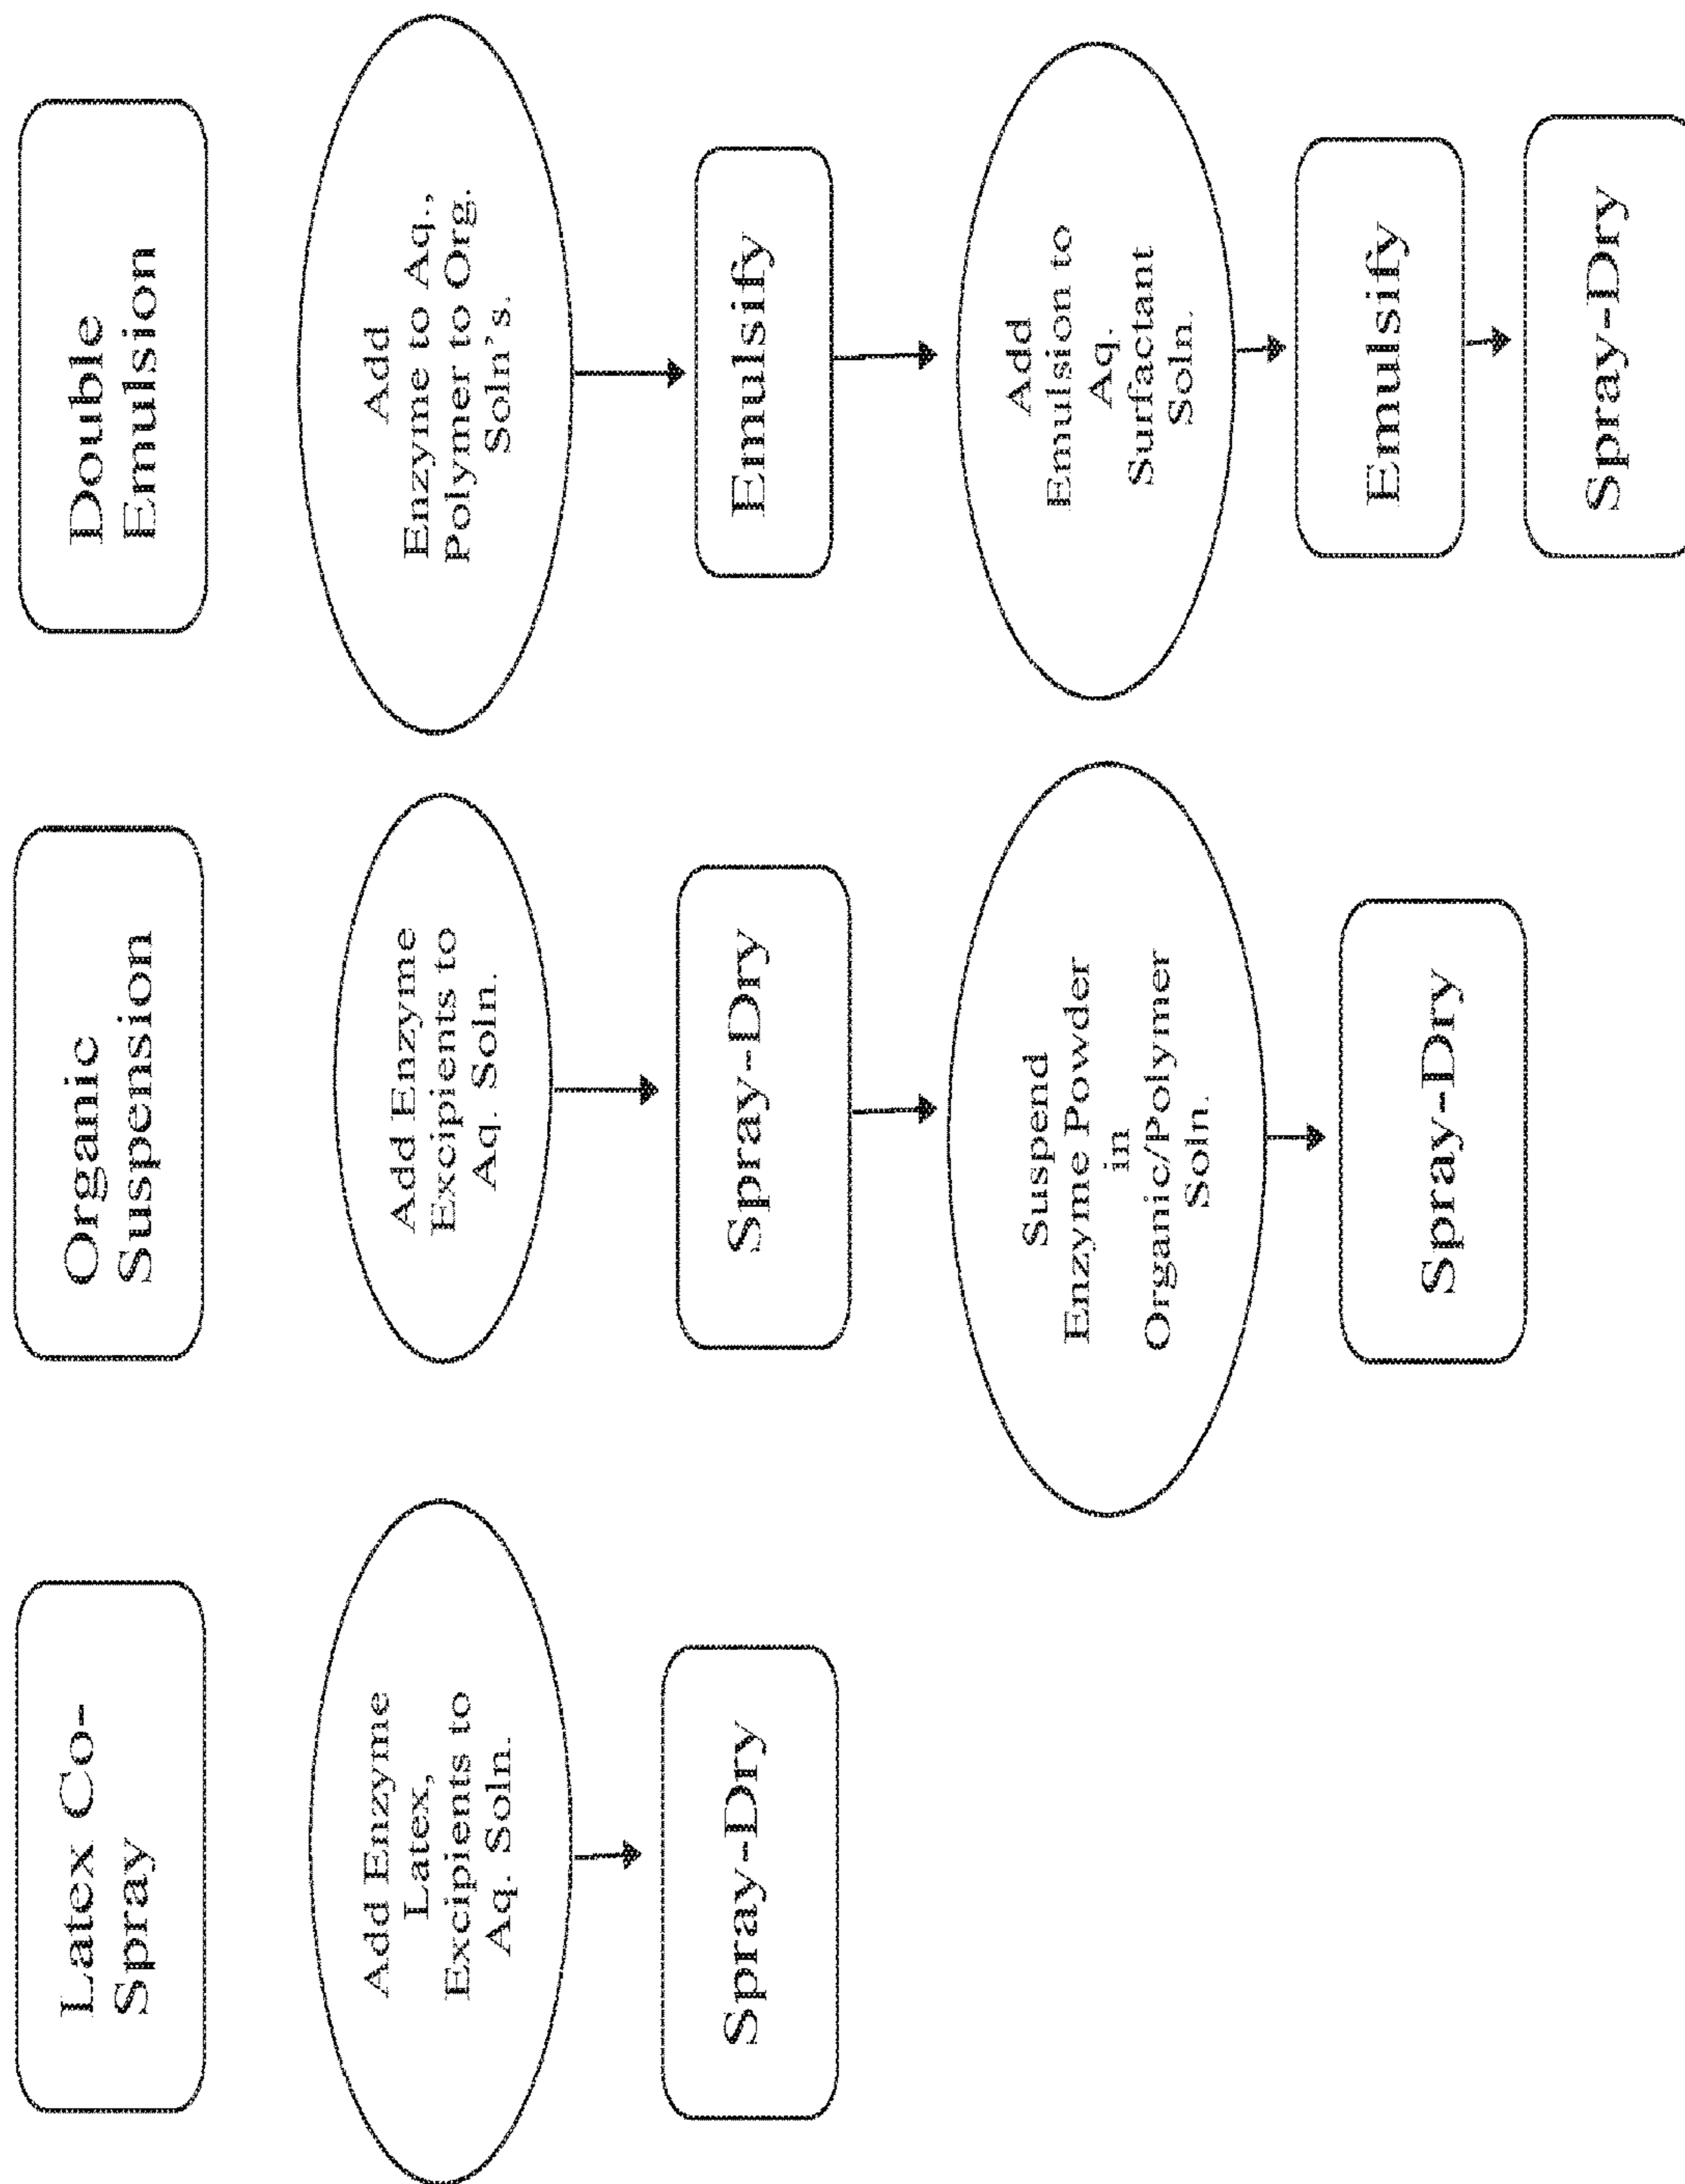 Latex Co-
Spray
Add Enzyme
Latex,
Excipients to
Aq. Soln.
Spray-Dry
Organic
Suspension
Add Enzyme
Excipients to
Aq. Soln.
Spray-Dry
Suspend
Enzyme Powder
in
Organic/Polymer
Soln.
Spray-Dry
Double
Emulsion
Add
Enzyme to Aq.,
Polymer to Org.
Soln's.
Emulsify
Add
Emulsion to
Aq.
Surfactant
Soln.
Emulsify
Spray-Dry